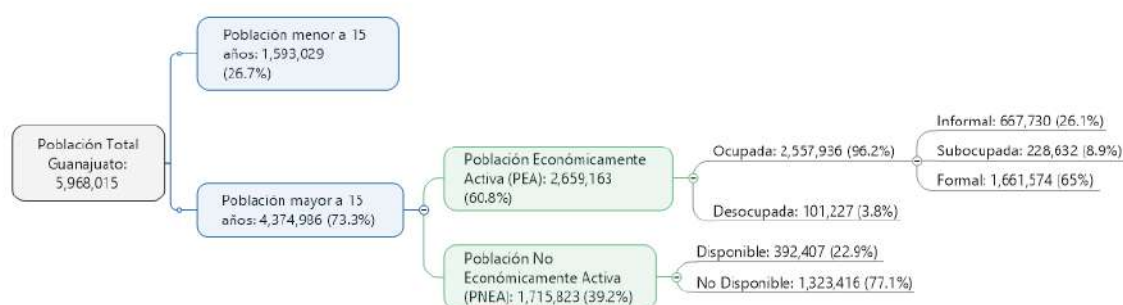 Población menor a 15
años: 1,593,029
(26.7%)
Población Total
Guanajuato:
5,968,015
Población mayor a 15
años: 4,374,986 (73.3%)
Población Económicamente
Activa (PEA): 2,659,163
(60.8%)
Ocupada: 2,557,936 (96.2%)
Informal: 667,730 (26.1%)
Subocupada: 228,632 (8.9%)
Formal: 1,661,574 (65%)
Desocupada: 101,227 (3.8%)
Población No
Económicamente Activa
(PNEA): 1,715,823 (39.2%)
Disponible: 392,407 (22.9%)
No Disponible: 1,323,416 (77.1%)